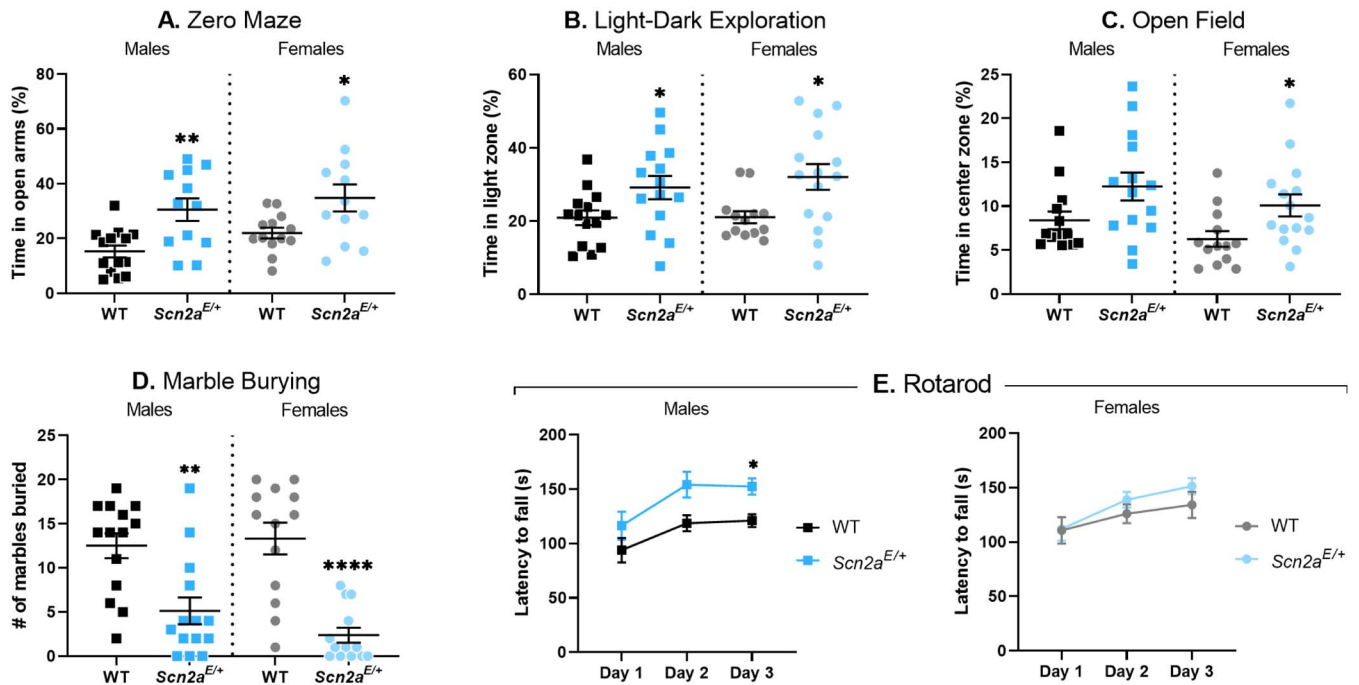 A. Zero Maze
Males
Females
Time in open arms (%)
80
60
40
20
0
**
*
WT
Scn2aᴱ/⁺
WT
Scn2aᴱ/⁺
B. Light-Dark Exploration
Males
Females
Time in light zone (%)
60
40
20
0
*
*
WT
Scn2aᴱ/⁺
WT
Scn2aᴱ/⁺
C. Open Field
Males
Females
Time in center zone (%)
25
20
15
10
5
0
*
WT
Scn2aᴱ/⁺
WT
Scn2aᴱ/⁺
D. Marble Burying
Males
Females
# of marbles buried
25
20
15
10
5
0
**
****
WT
Scn2aᴱ/⁺
WT
Scn2aᴱ/⁺
E. Rotarod
Males
Latency to fall (s)
200
150
100
50
0
*
Day 1
Day 2
Day 3
WT
Scn2aᴱ/⁺
Females
Latency to fall (s)
200
150
100
50
0
Day 1
Day 2
Day 3
WT
Scn2aᴱ/⁺